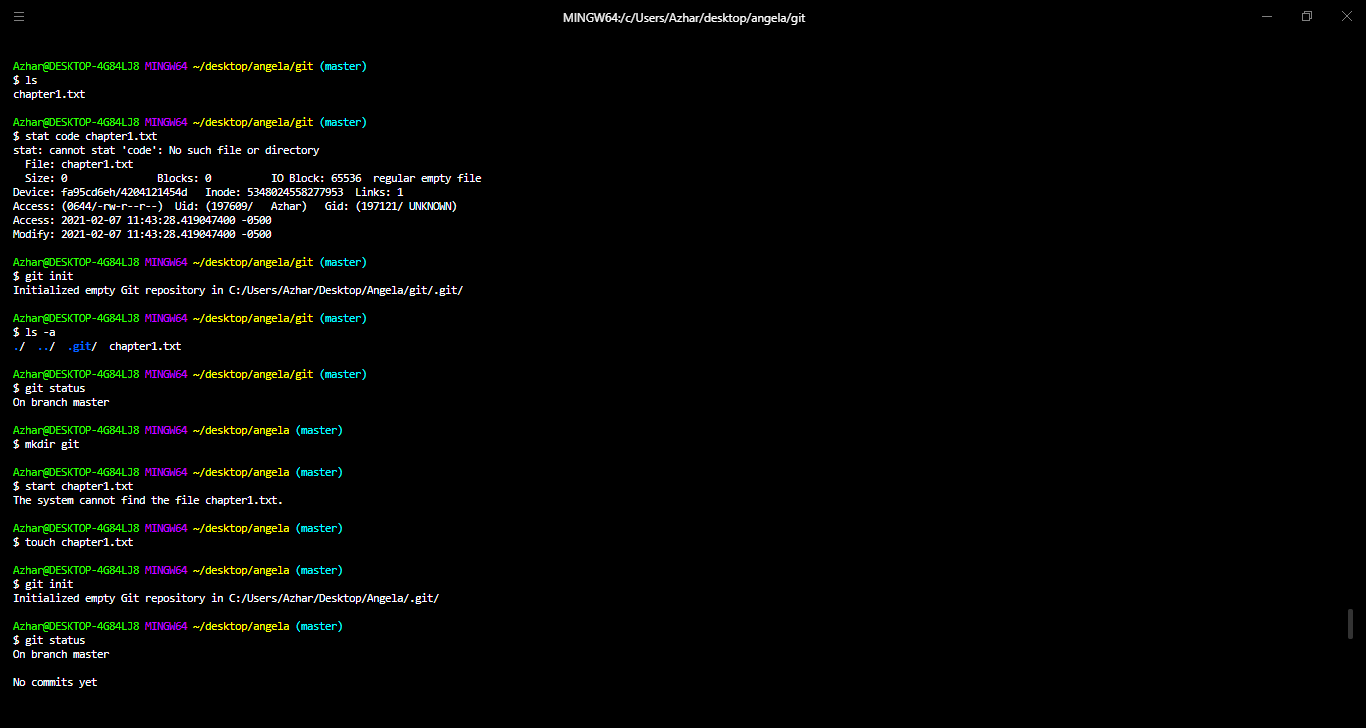 MINGW64:/c/Users/Azhar/desktop/angela/git
Azhar@DESKTOP-4G84LJ8 MINGW64 ~/desktop/angela/git (master)
$ ls
chapter1.txt
Azhar@DESKTOP-4G84LJ8 MINGW64 ~/desktop/angela/git (master)
$ stat code chapter1.txt
stat: cannot stat 'code': No such file or directory
  File: chapter1.txt
  Size: 0               Blocks: 0          IO Block: 65536  regular empty file
Device: fa95cd6eh/4204121454d   Inode: 5348024558277953  Links: 1
Access: (0644/-rw-r--r--)  Uid: (197609/   Azhar)   Gid: (197121/ UNKNOWN)
Access: 2021-02-07 11:43:28.419047400 -0500
Modify: 2021-02-07 11:43:28.419047400 -0500
Azhar@DESKTOP-4G84LJ8 MINGW64 ~/desktop/angela/git (master)
$ git init
Initialized empty Git repository in C:/Users/Azhar/Desktop/Angela/git/.git/
Azhar@DESKTOP-4G84LJ8 MINGW64 ~/desktop/angela/git (master)
$ ls -a
./  ../  .git/  chapter1.txt
Azhar@DESKTOP-4G84LJ8 MINGW64 ~/desktop/angela/git (master)
$ git status
On branch master
Azhar@DESKTOP-4G84LJ8 MINGW64 ~/desktop/angela (master)
$ mkdir git
Azhar@DESKTOP-4G84LJ8 MINGW64 ~/desktop/angela (master)
$ start chapter1.txt
The system cannot find the file chapter1.txt.
Azhar@DESKTOP-4G84LJ8 MINGW64 ~/desktop/angela (master)
$ touch chapter1.txt
Azhar@DESKTOP-4G84LJ8 MINGW64 ~/desktop/angela (master)
$ git init
Initialized empty Git repository in C:/Users/Azhar/Desktop/Angela/.git/
Azhar@DESKTOP-4G84LJ8 MINGW64 ~/desktop/angela (master)
$ git status
On branch master
No commits yet